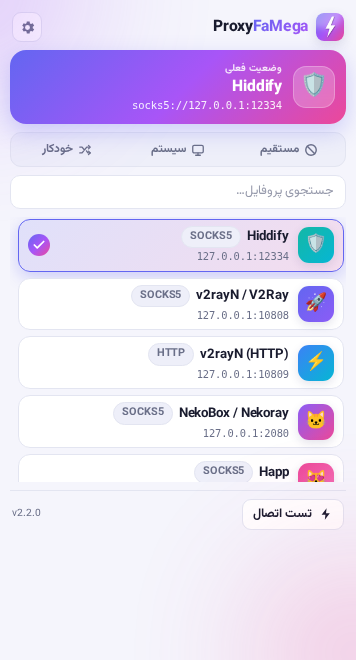 ProxyFaMega
وضعیت فعلی
Hiddify
socks5://127.0.0.1:12334
مستقیم
سیستم
خودکار
جستجوی پروفایل...
Hiddify SOCKS5
127.0.0.1:12334
v2rayN / V2Ray SOCKS5
127.0.0.1:10808
v2rayN (HTTP) HTTP
127.0.0.1:10809
NekoBox / Nekoray SOCKS5
127.0.0.1:2080
Happ SOCKS5
تست اتصال
v2.2.0